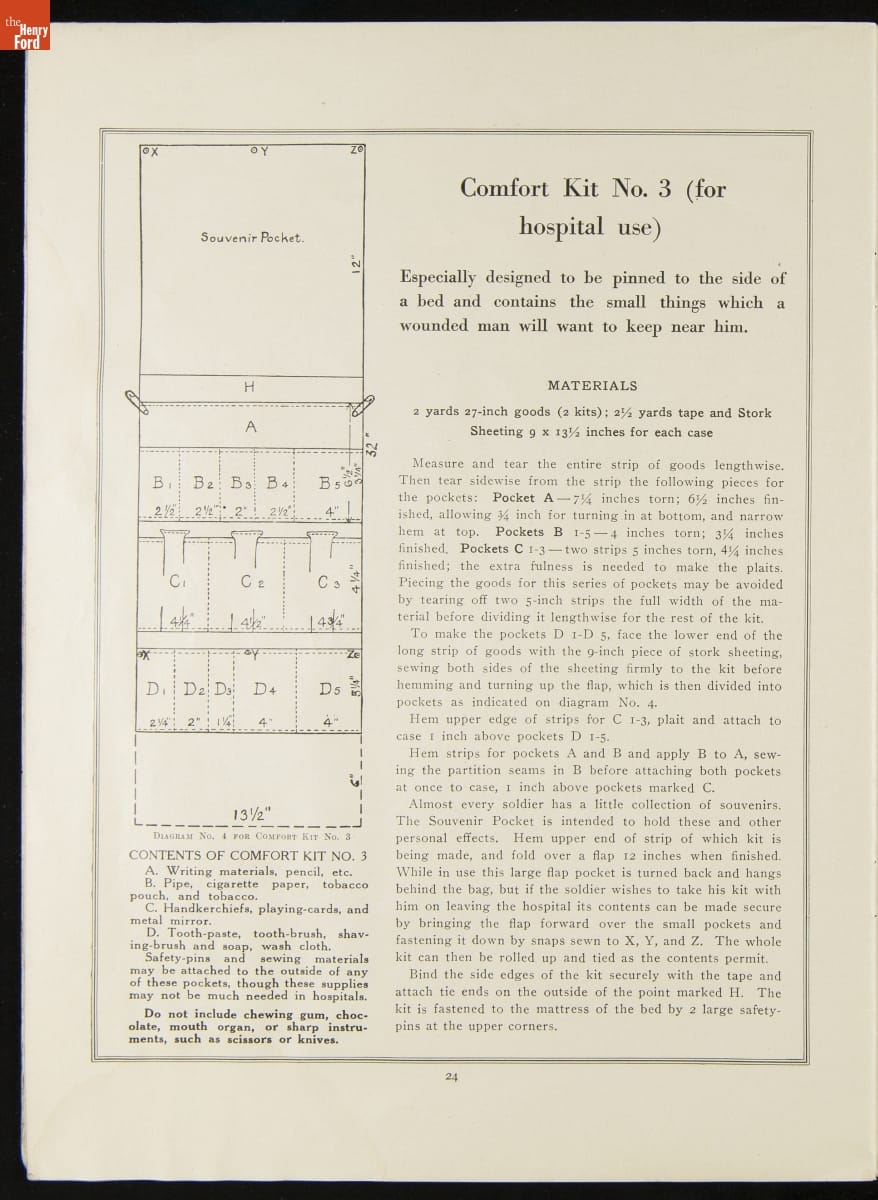 the
Henry
Ford
X Y Z
Souvenir Pocket.
12"
H
A
32"
B1 B2 B3 B4 B5
6½"
3¼"
2½" 2½" 2" 2½" 4"
C1 C2 C3
4¼"
4¼" 4½" 4¾"
X Y Z
D1 D2 D3 D4 D5
2¼" 2" 1¼" 4" 4"
6"
13½"
Diagram No. 4 for Comfort Kit No. 3
CONTENTS OF COMFORT KIT NO. 3
A. Writing materials, pencil, etc.
B. Pipe, cigarette paper, tobacco
pouch, and tobacco.
C. Handkerchiefs, playing-cards, and
metal mirror.
D. Tooth-paste, tooth-brush, shav-
ing-brush and soap, wash cloth.
Safety-pins and sewing materials
may be attached to the outside of any
of these pockets, though these supplies
may not be much needed in hospitals.
Do not include chewing gum, choc-
olate, mouth organ, or sharp instru-
ments, such as scissors or knives.
Comfort Kit No. 3 (for
hospital use)
Especially designed to be pinned to the side of
a bed and contains the small things which a
wounded man will want to keep near him.
MATERIALS
2 yards 27-inch goods (2 kits); 2½ yards tape and Stork
Sheeting 9 x 13½ inches for each case
Measure and tear the entire strip of goods lengthwise.
Then tear sidewise from the strip the following pieces for
the pockets: Pocket A—7¼ inches torn; 6½ inches fin-
ished, allowing ¾ inch for turning in at bottom, and narrow
hem at top. Pockets B 1-5—4 inches torn; 3¼ inches
finished. Pockets C 1-3—two strips 5 inches torn, 4¼ inches
finished; the extra fulness is needed to make the plaits.
Piecing the goods for this series of pockets may be avoided
by tearing off two 5-inch strips the full width of the ma-
terial before dividing it lengthwise for the rest of the kit.
To make the pockets D 1-D 5, face the lower end of the
long strip of goods with the 9-inch piece of stork sheeting,
sewing both sides of the sheeting firmly to the kit before
hemming and turning up the flap, which is then divided into
pockets as indicated on diagram No. 4.
Hem upper edge of strips for C 1-3, plait and attach to
case 1 inch above pockets D 1-5.
Hem strips for pockets A and B and apply B to A, sew-
ing the partition seams in B before attaching both pockets
at once to case, 1 inch above pockets marked C.
Almost every soldier has a little collection of souvenirs.
The Souvenir Pocket is intended to hold these and other
personal effects. Hem upper end of strip of which kit is
being made, and fold over a flap 12 inches when finished.
While in use this large flap pocket is turned back and hangs
behind the bag, but if the soldier wishes to take his kit with
him on leaving the hospital its contents can be made secure
by bringing the flap forward over the small pockets and
fastening it down by snaps sewn to X, Y, and Z. The whole
kit can then be rolled up and tied as the contents permit.
Bind the side edges of the kit securely with the tape and
attach tie ends on the outside of the point marked H. The
kit is fastened to the mattress of the bed by 2 large safety-
pins at the upper corners.
24